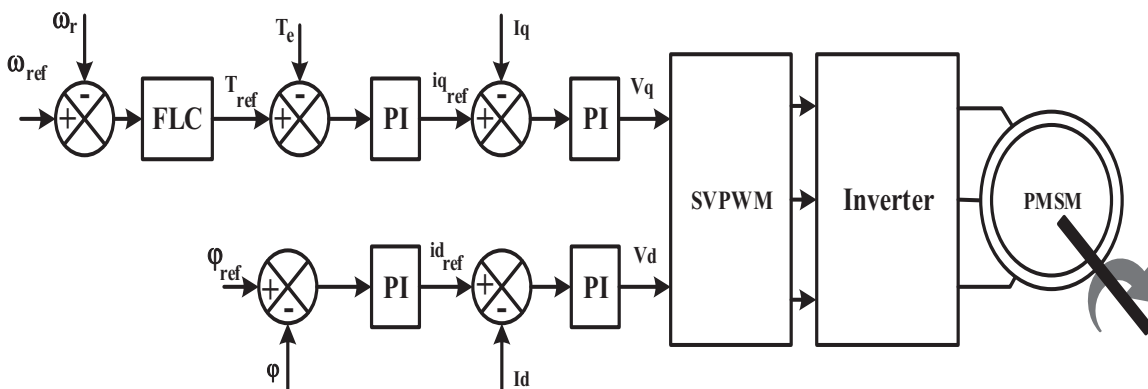 ωr
ωref
-
+
FLC
Tref
Te
-
+
PI
iqref
Iq
-
+
PI
Vq
SVPWM
Inverter
PMSM
φref
+
-
φ
PI
idref
+
-
Id
PI
Vd